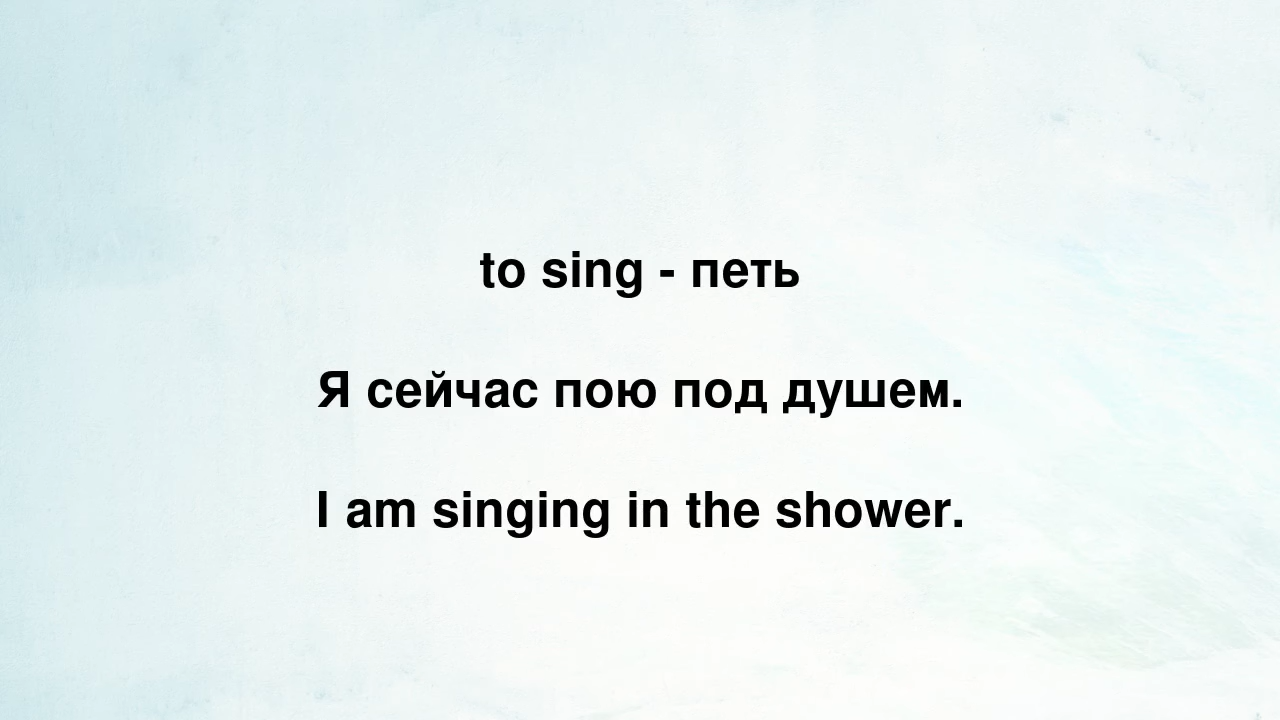 to sing - петь
Я сейчас пою под душем.
I am singing in the shower.